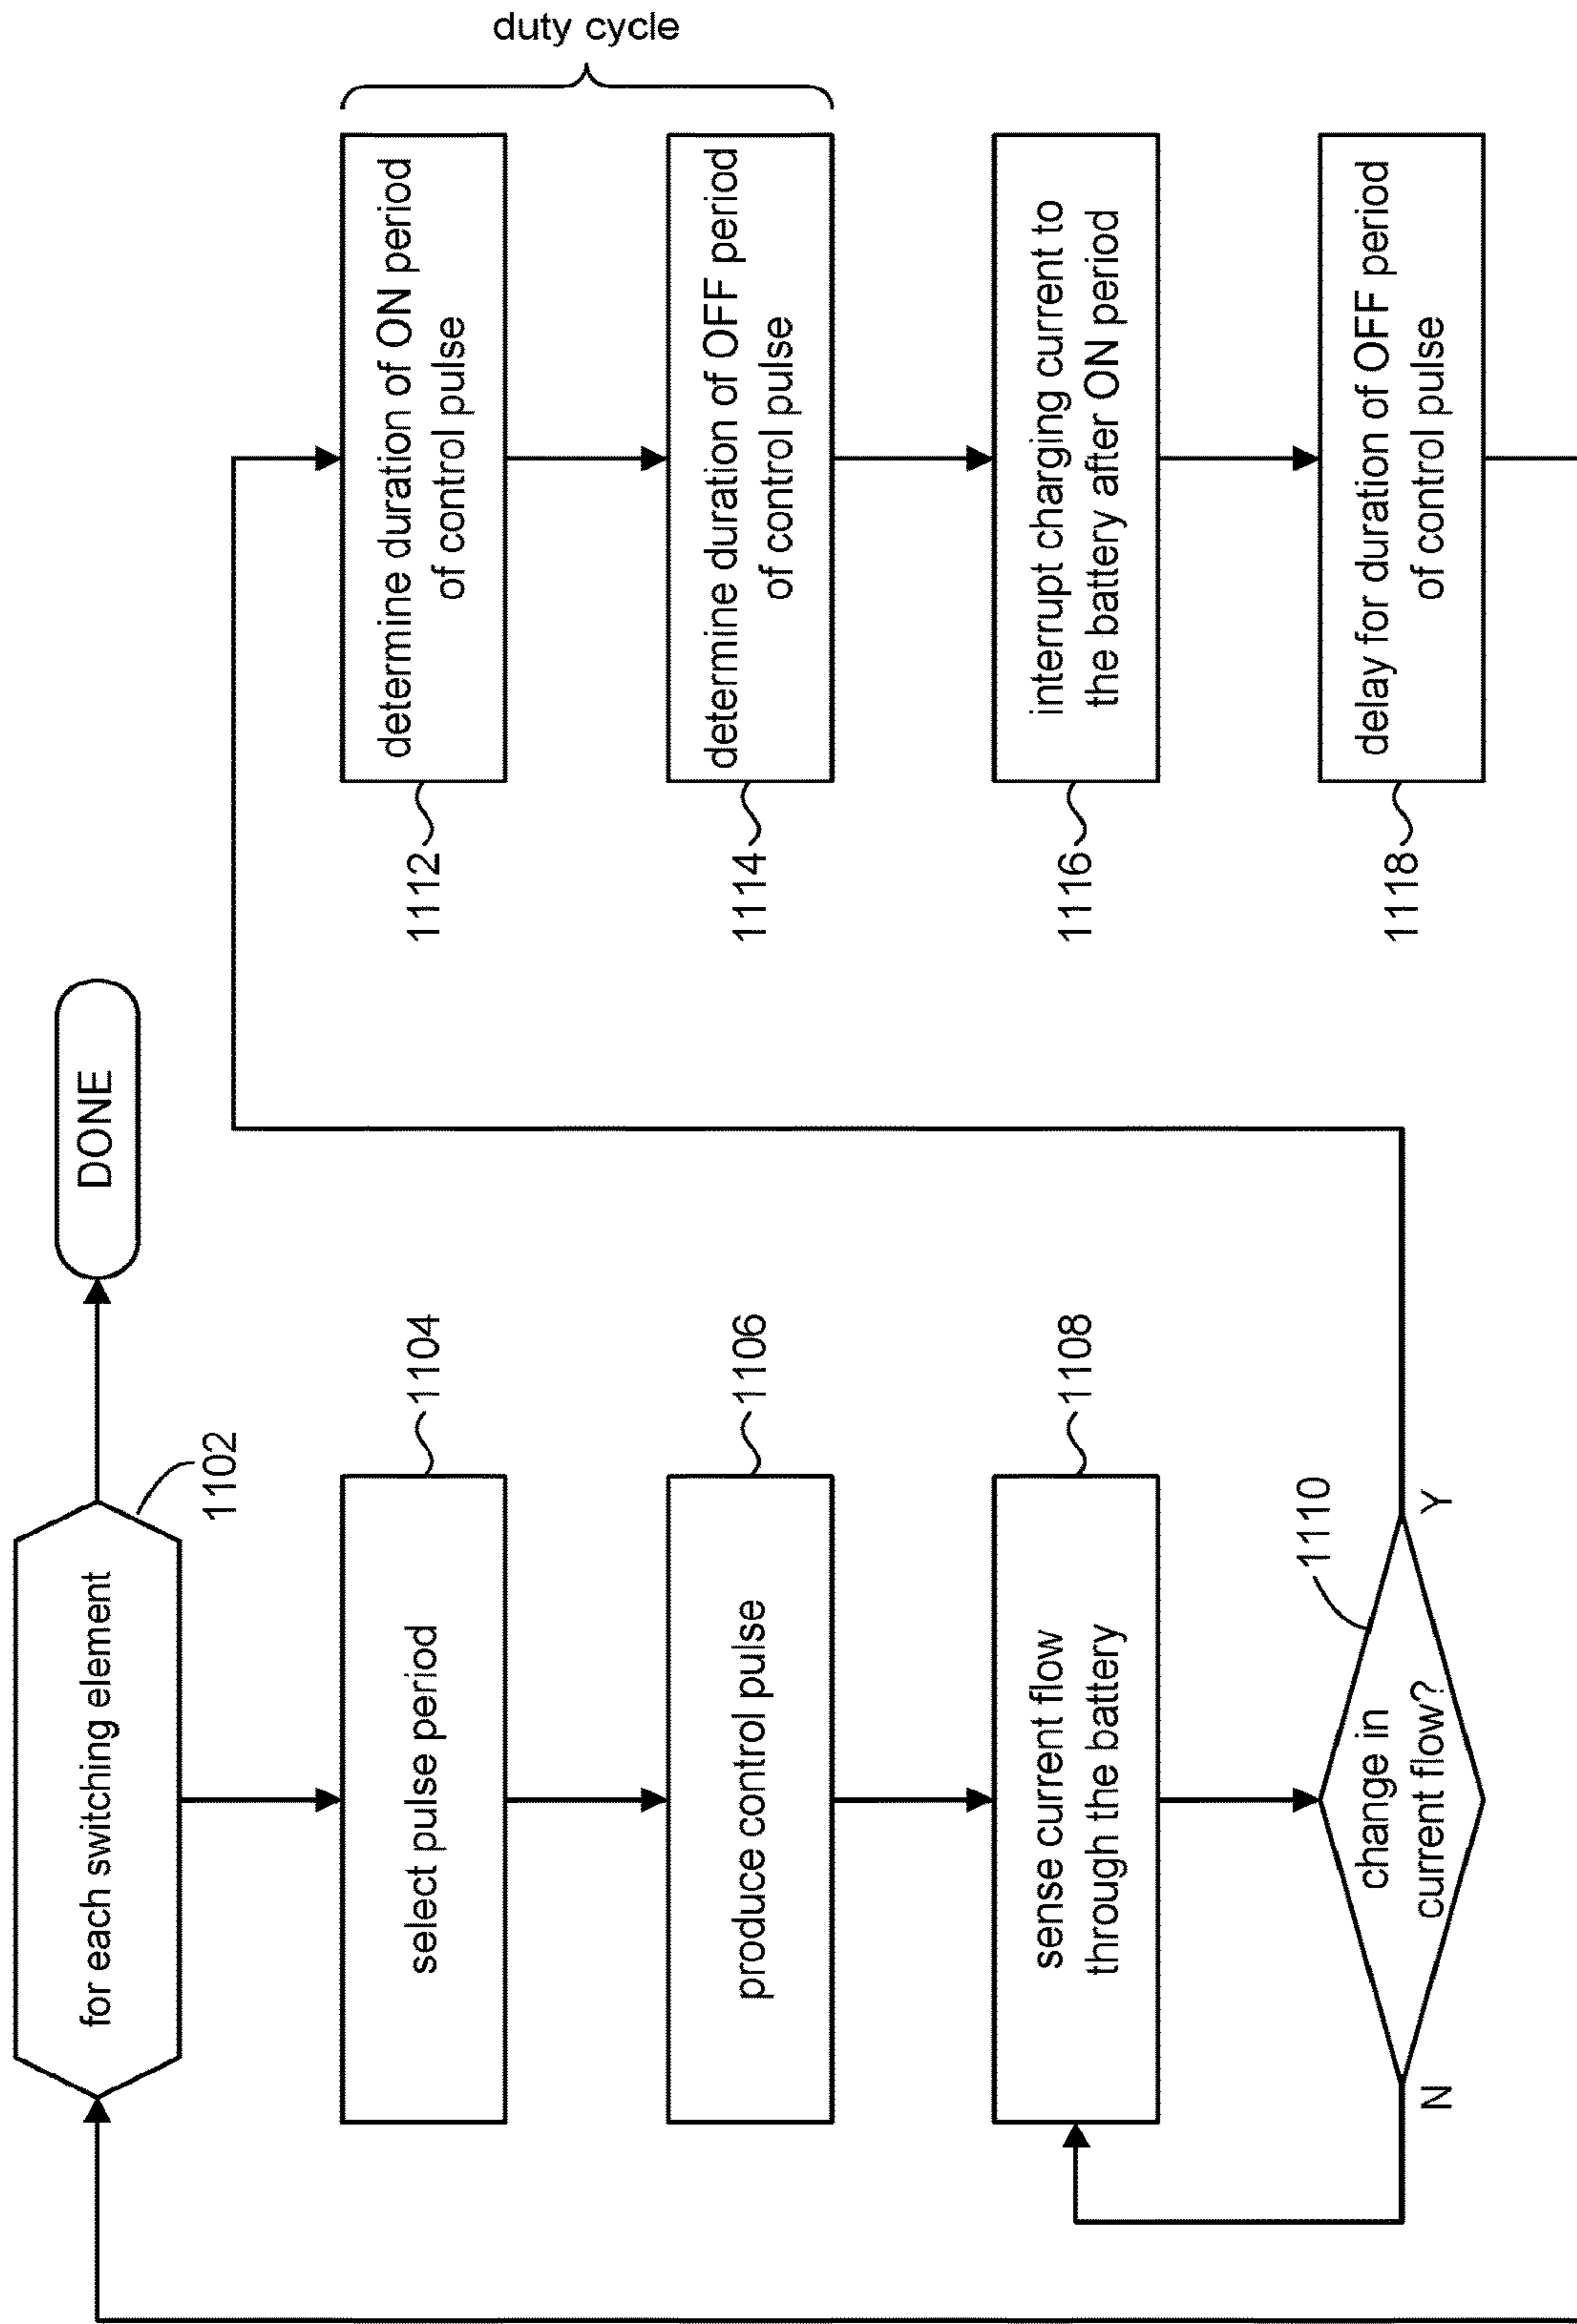 for each switching element
1102
DONE
select pulse period
1104
produce control pulse
1106
sense current flow
through the battery
1108
change in
current flow?
1110
N
Y
duty cycle
determine duration of ON period
of control pulse
1112
determine duration of OFF period
of control pulse
1114
interrupt charging current to
the battery after ON period
1116
delay for duration of OFF period
of control pulse
1118